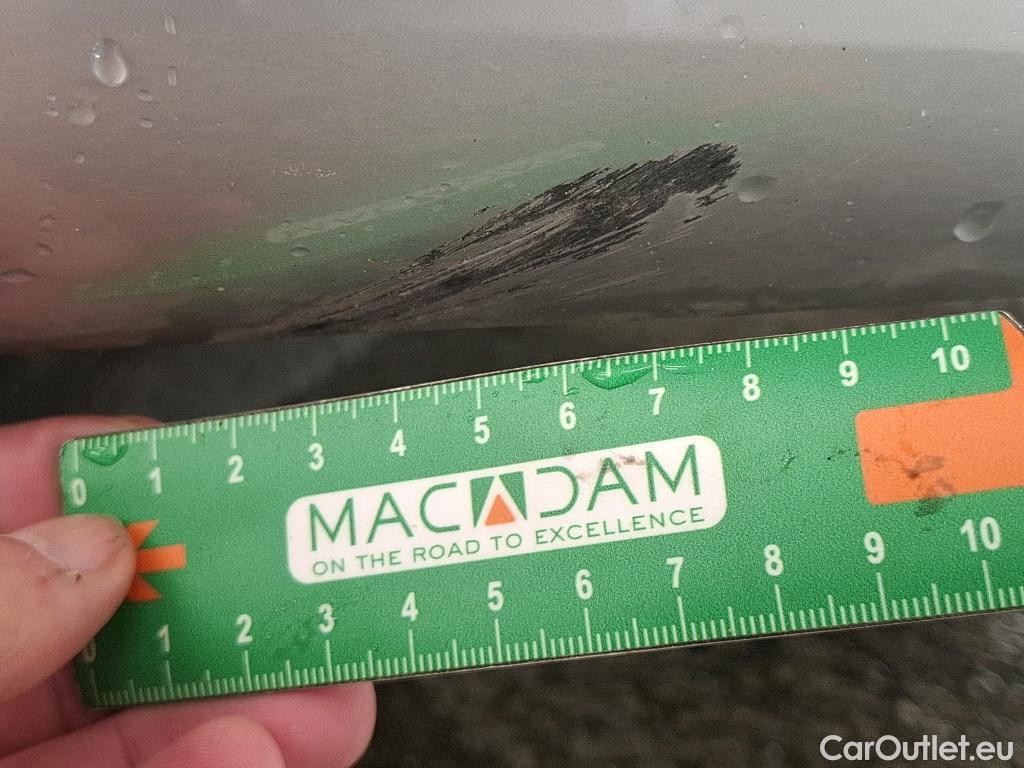 0 1 2 3 4 5 6 7 8 9 10
MACADAM
ON THE ROAD TO EXCELLENCE
0 1 2 3 4 5 6 7 8 9 10
CarOutlet.eu